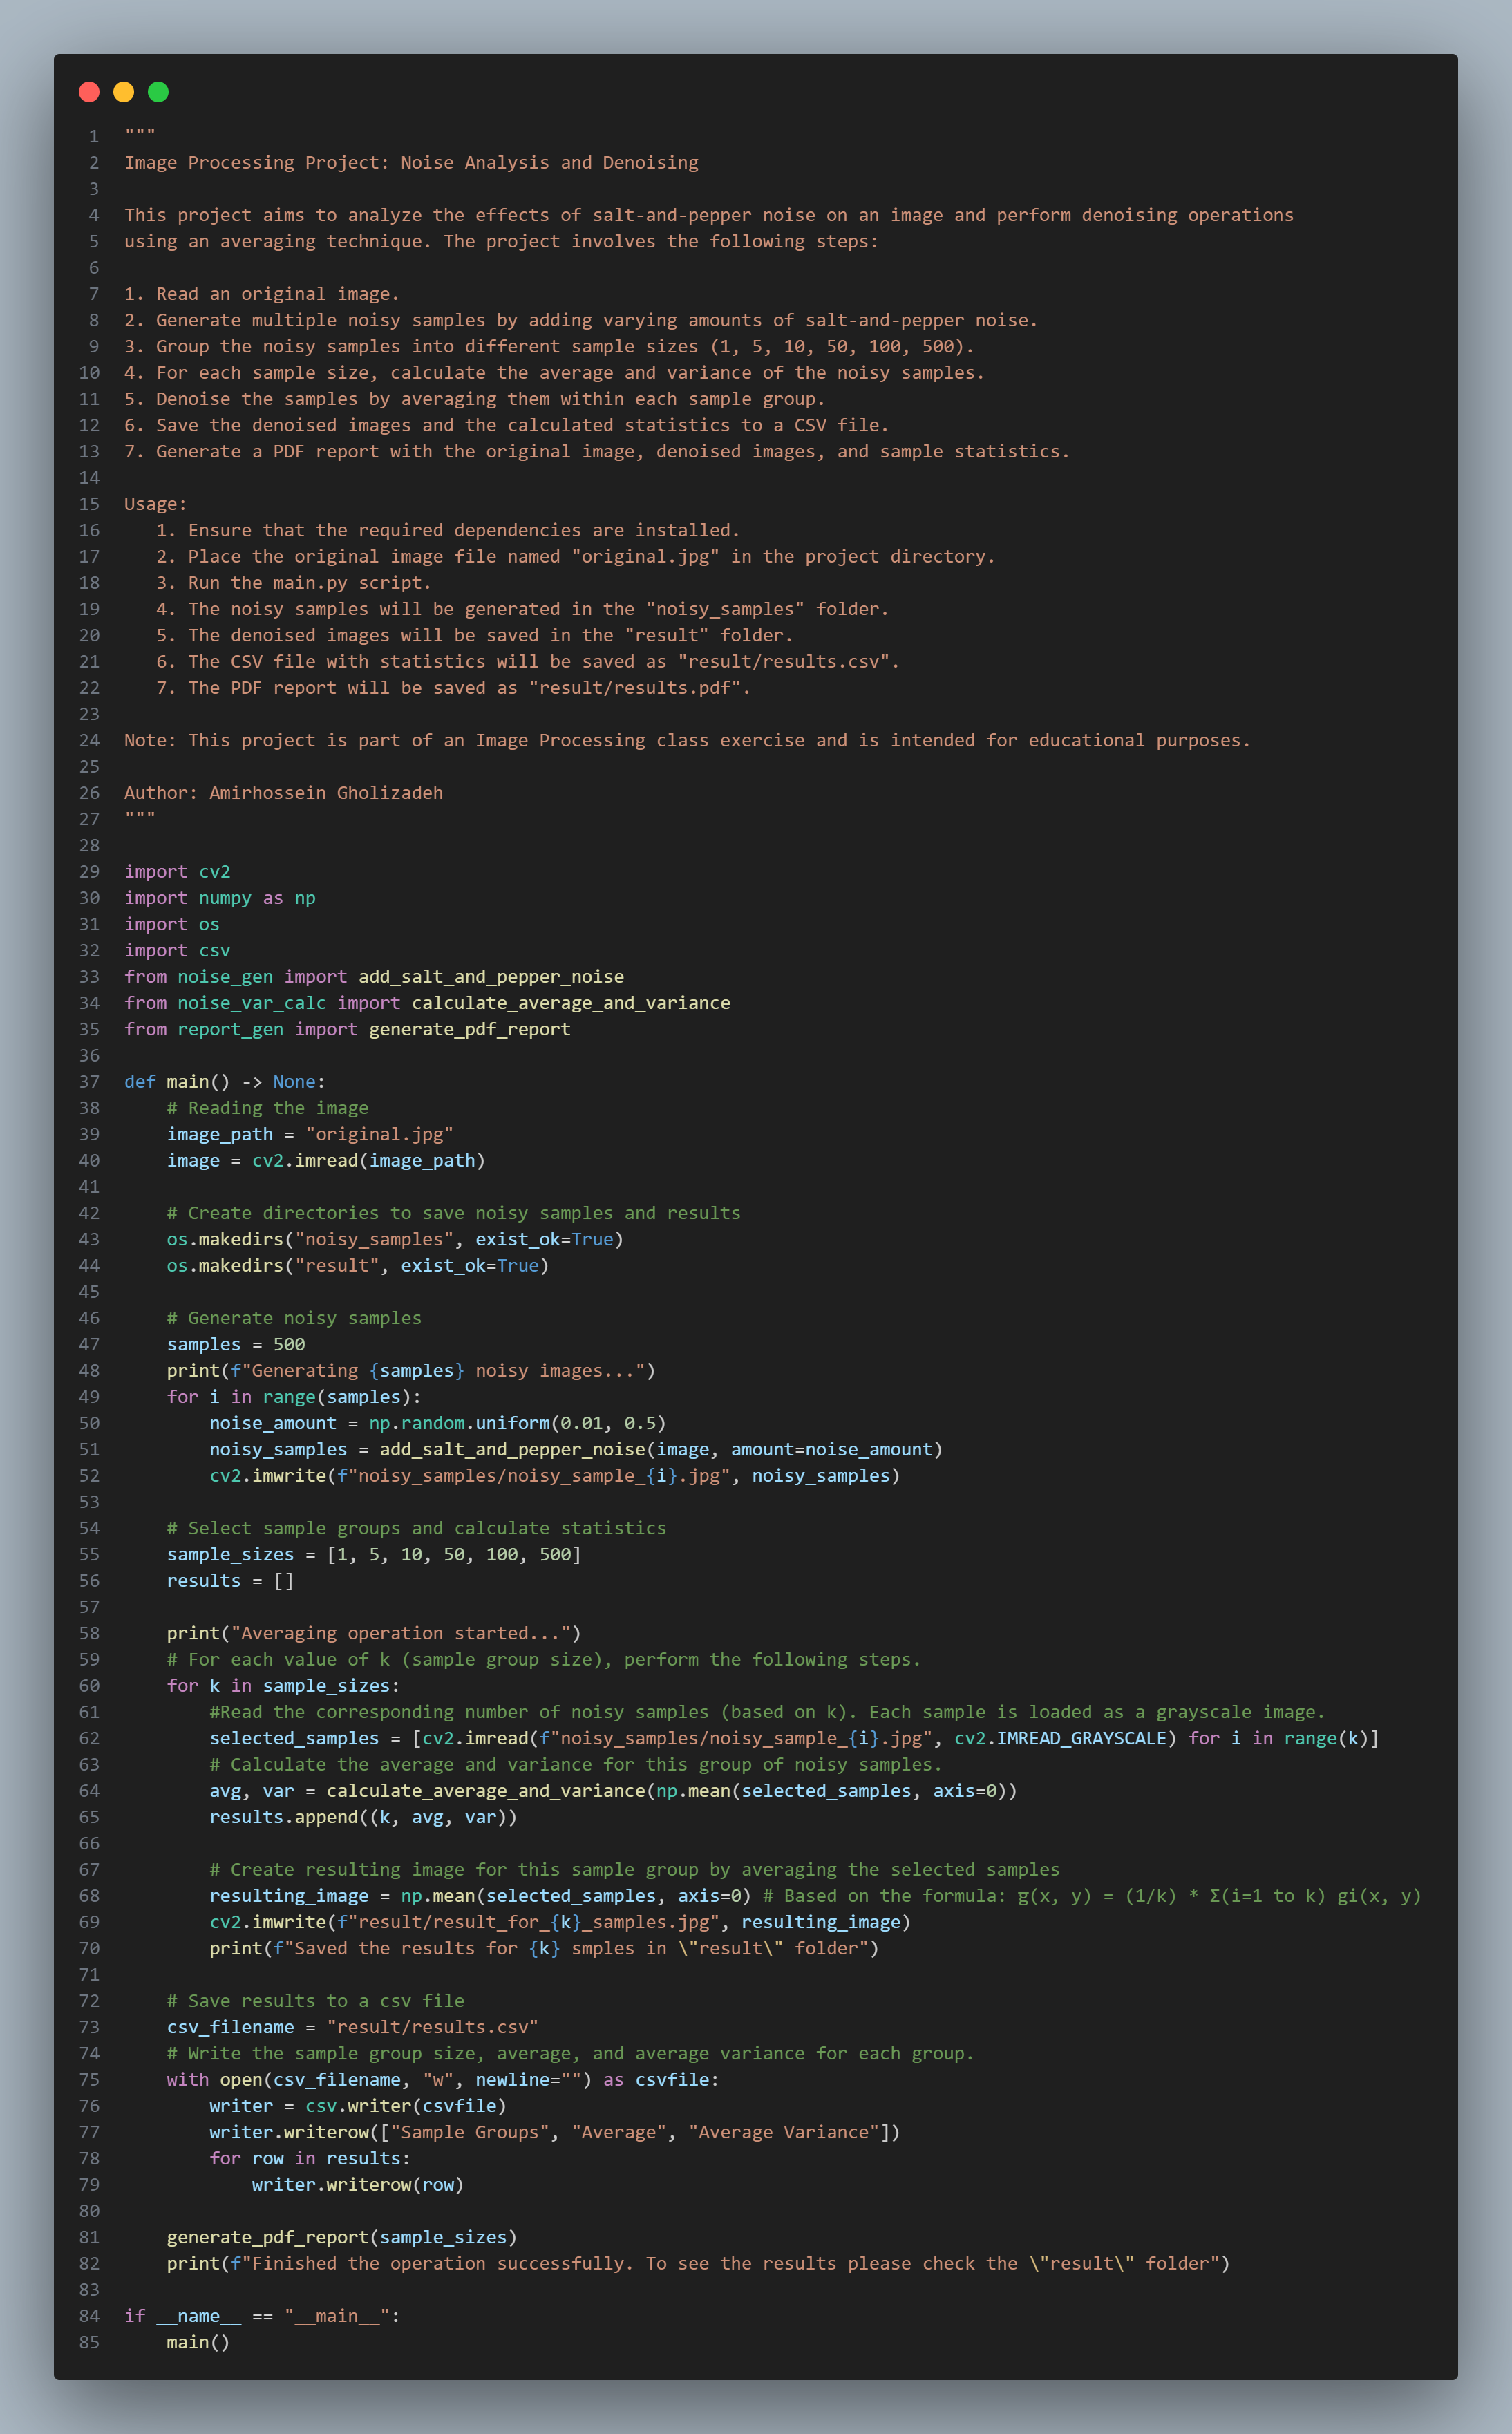 1 """
2 Image Processing Project: Noise Analysis and Denoising
3
4 This project aims to analyze the effects of salt-and-pepper noise on an image and perform denoising operations
5 using an averaging technique. The project involves the following steps:
6
7 1. Read an original image.
8 2. Generate multiple noisy samples by adding varying amounts of salt-and-pepper noise.
9 3. Group the noisy samples into different sample sizes (1, 5, 10, 50, 100, 500).
10 4. For each sample size, calculate the average and variance of the noisy samples.
11 5. Denoise the samples by averaging them within each sample group.
12 6. Save the denoised images and the calculated statistics to a CSV file.
13 7. Generate a PDF report with the original image, denoised images, and sample statistics.
14
15 Usage:
16    1. Ensure that the required dependencies are installed.
17    2. Place the original image file named "original.jpg" in the project directory.
18    3. Run the main.py script.
19    4. The noisy samples will be generated in the "noisy_samples" folder.
20    5. The denoised images will be saved in the "result" folder.
21    6. The CSV file with statistics will be saved as "result/results.csv".
22    7. The PDF report will be saved as "result/results.pdf".
23
24 Note: This project is part of an Image Processing class exercise and is intended for educational purposes.
25
26 Author: Amirhossein Gholizadeh
27 """
28
29 import cv2
30 import numpy as np
31 import os
32 import csv
33 from noise_gen import add_salt_and_pepper_noise
34 from noise_var_calc import calculate_average_and_variance
35 from report_gen import generate_pdf_report
36
37 def main() -> None:
38     # Reading the image
39     image_path = "original.jpg"
40     image = cv2.imread(image_path)
41
42     # Create directories to save noisy samples and results
43     os.makedirs("noisy_samples", exist_ok=True)
44     os.makedirs("result", exist_ok=True)
45
46     # Generate noisy samples
47     samples = 500
48     print(f"Generating {samples} noisy images...")
49     for i in range(samples):
50         noise_amount = np.random.uniform(0.01, 0.5)
51         noisy_samples = add_salt_and_pepper_noise(image, amount=noise_amount)
52         cv2.imwrite(f"noisy_samples/noisy_sample_{i}.jpg", noisy_samples)
53
54     # Select sample groups and calculate statistics
55     sample_sizes = [1, 5, 10, 50, 100, 500]
56     results = []
57
58     print("Averaging operation started...")
59     # For each value of k (sample group size), perform the following steps.
60     for k in sample_sizes:
61         #Read the corresponding number of noisy samples (based on k). Each sample is loaded as a grayscale image.
62         selected_samples = [cv2.imread(f"noisy_samples/noisy_sample_{i}.jpg", cv2.IMREAD_GRAYSCALE) for i in range(k)]
63         # Calculate the average and variance for this group of noisy samples.
64         avg, var = calculate_average_and_variance(np.mean(selected_samples, axis=0))
65         results.append((k, avg, var))
66
67         # Create resulting image for this sample group by averaging the selected samples
68         resulting_image = np.mean(selected_samples, axis=0) # Based on the formula: ḡ(x, y) = (1/k) * Σ(i=1 to k) gi(x, y)
69         cv2.imwrite(f"result/result_for_{k}_samples.jpg", resulting_image)
70         print(f"Saved the results for {k} smples in \"result\" folder")
71
72     # Save results to a csv file
73     csv_filename = "result/results.csv"
74     # Write the sample group size, average, and average variance for each group.
75     with open(csv_filename, "w", newline="") as csvfile:
76         writer = csv.writer(csvfile)
77         writer.writerow(["Sample Groups", "Average", "Average Variance"])
78         for row in results:
79             writer.writerow(row)
80
81     generate_pdf_report(sample_sizes)
82     print(f"Finished the operation successfully. To see the results please check the \"result\" folder")
83
84 if __name__ == "__main__":
85     main()